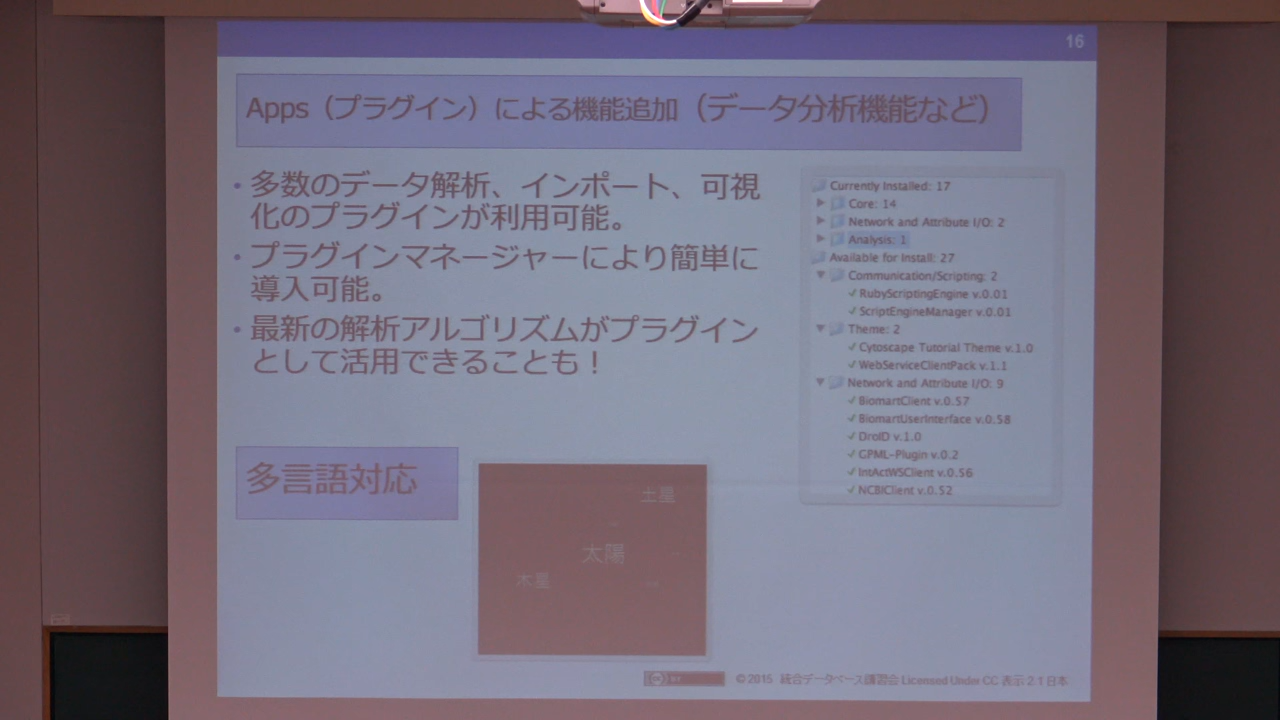 16
Apps（プラグイン）による機能追加（データ分析機能など）
• 多数のデータ解析、インポート、可視
化のプラグインが利用可能。
• プラグインマネージャーにより簡単に
導入可能。
• 最新の解析アルゴリズムがプラグイン
として活用できることも！
Currently Installed: 17
Core: 14
Network and Attribute I/O: 2
Analysis: 1
Available for Install: 27
Communication/Scripting: 2
RubyScriptingEngine v.0.01
ScriptEngineManager v.0.01
Theme: 2
Cytoscape Tutorial Theme v.1.0
WebServiceClientPack v.1.1
Network and Attribute I/O: 9
BiomartClient v.0.57
BiomartUserInterface v.0.58
DroID v.1.0
GPML-Plugin v.0.2
IntActWSClient v.0.56
NCBIClient v.0.52
多言語対応
土星
太陽
木星
© 2015 統合データベース講習会 Licensed Under CC 表示 2.1 日本